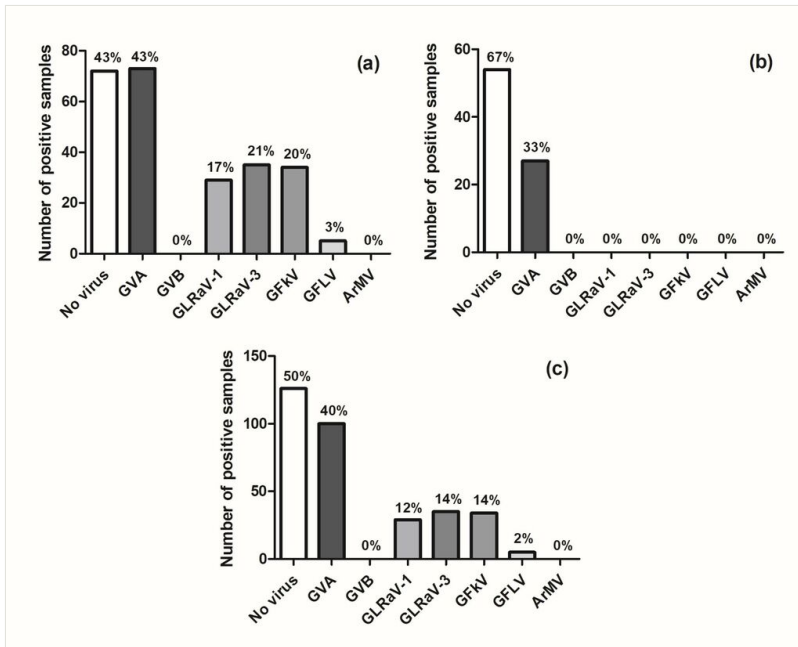 (a)
Number of positive samples
80
60
40
20
0
43%
43%
0%
17%
21%
20%
3%
0%
No virus
GVA
GVB
GLRaV-1
GLRaV-3
GFkV
GFLV
ArMV
(b)
Number of positive samples
60
40
20
0
67%
33%
0%
0%
0%
0%
0%
0%
No virus
GVA
GVB
GLRaV-1
GLRaV-3
GFkV
GFLV
ArMV
(c)
Number of positive samples
150
100
50
0
50%
40%
0%
12%
14%
14%
2%
0%
No virus
GVA
GVB
GLRaV-1
GLRaV-3
GFkV
GFLV
ArMV